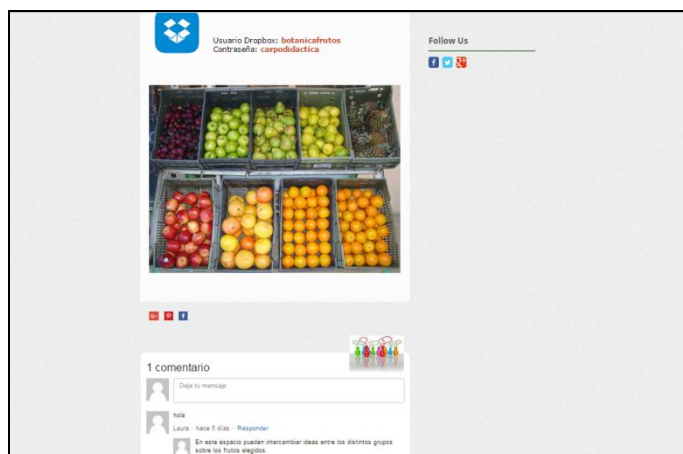 Usuario Dropbox: botanicafrutos
Contraseña: carpodidactica
Follow Us
1 comentario
Deja tu mensaje
hola
Laura · hace 5 días · Responder
En este espacio pueden intercambiar ideas entre los distintos grupos
sobre los frutos elegidos.